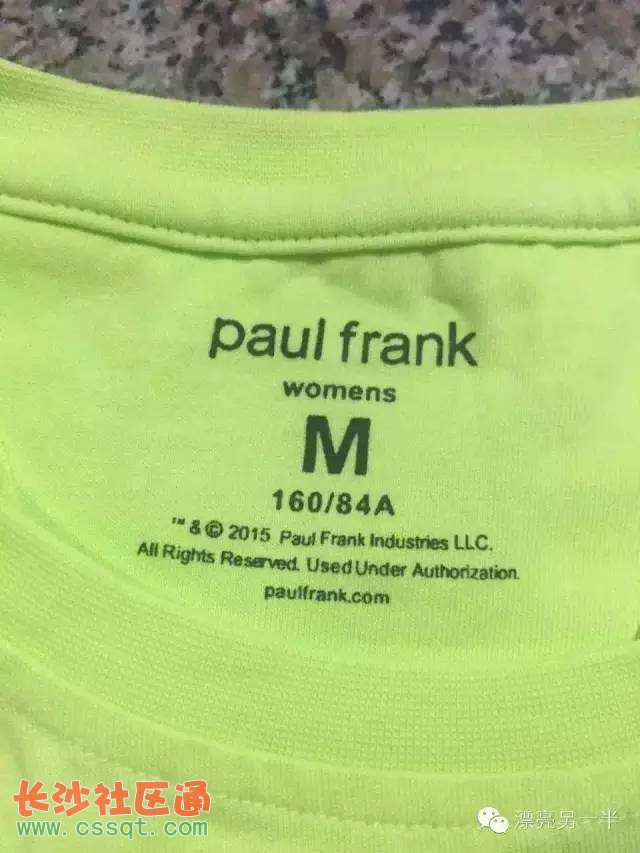 paul frank
womens
M
160/84A
™ & © 2015 Paul Frank Industries LLC.
All Rights Reserved. Used Under Authorization.
paulfrank.com
长沙社区通
www.cssqt.com
漂亮另一半